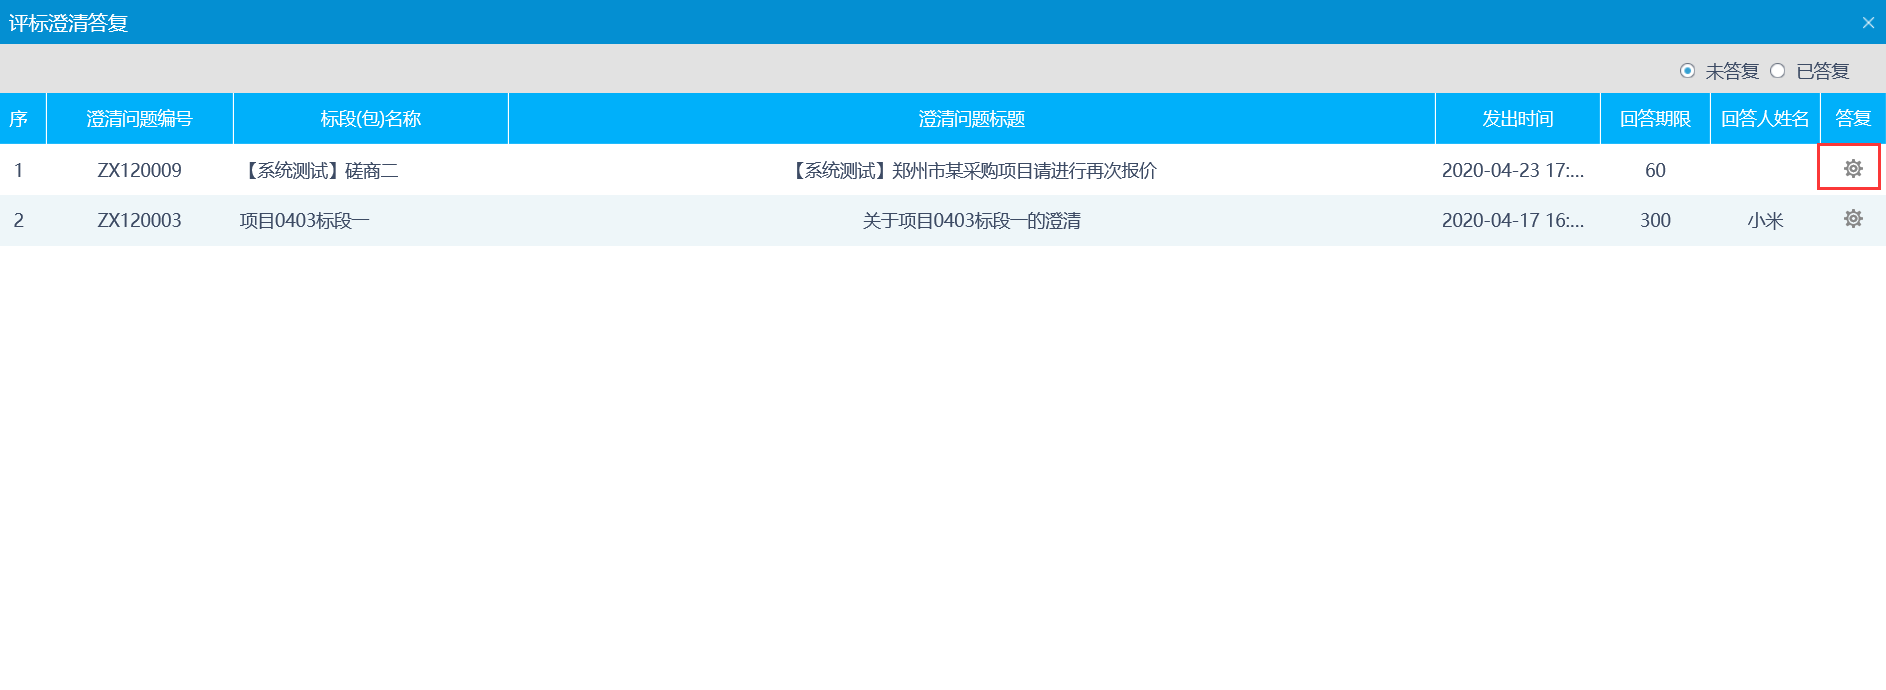 评标澄清答复
未答复 已答复
序 澄清问题编号 标段(包)名称 澄清问题标题 发出时间 回答期限 回答人姓名 答复
1 ZX120009 【系统测试】磋商二 【系统测试】郑州市某采购项目请进行再次报价 2020-04-23 17:... 60
2 ZX120003 项目0403标段一 关于项目0403标段一的澄清 2020-04-17 16:... 300 小米